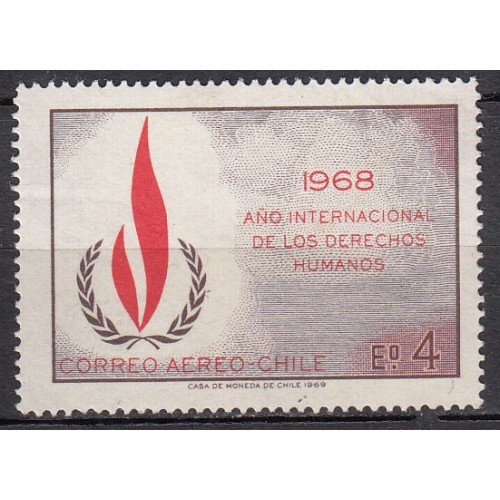 1968
AÑO INTERNACIONAL
DE LOS DERECHOS
HUMANOS
CORREO AEREO-CHILE
Eº. 4
CASA DE MONEDA DE CHILE 1969